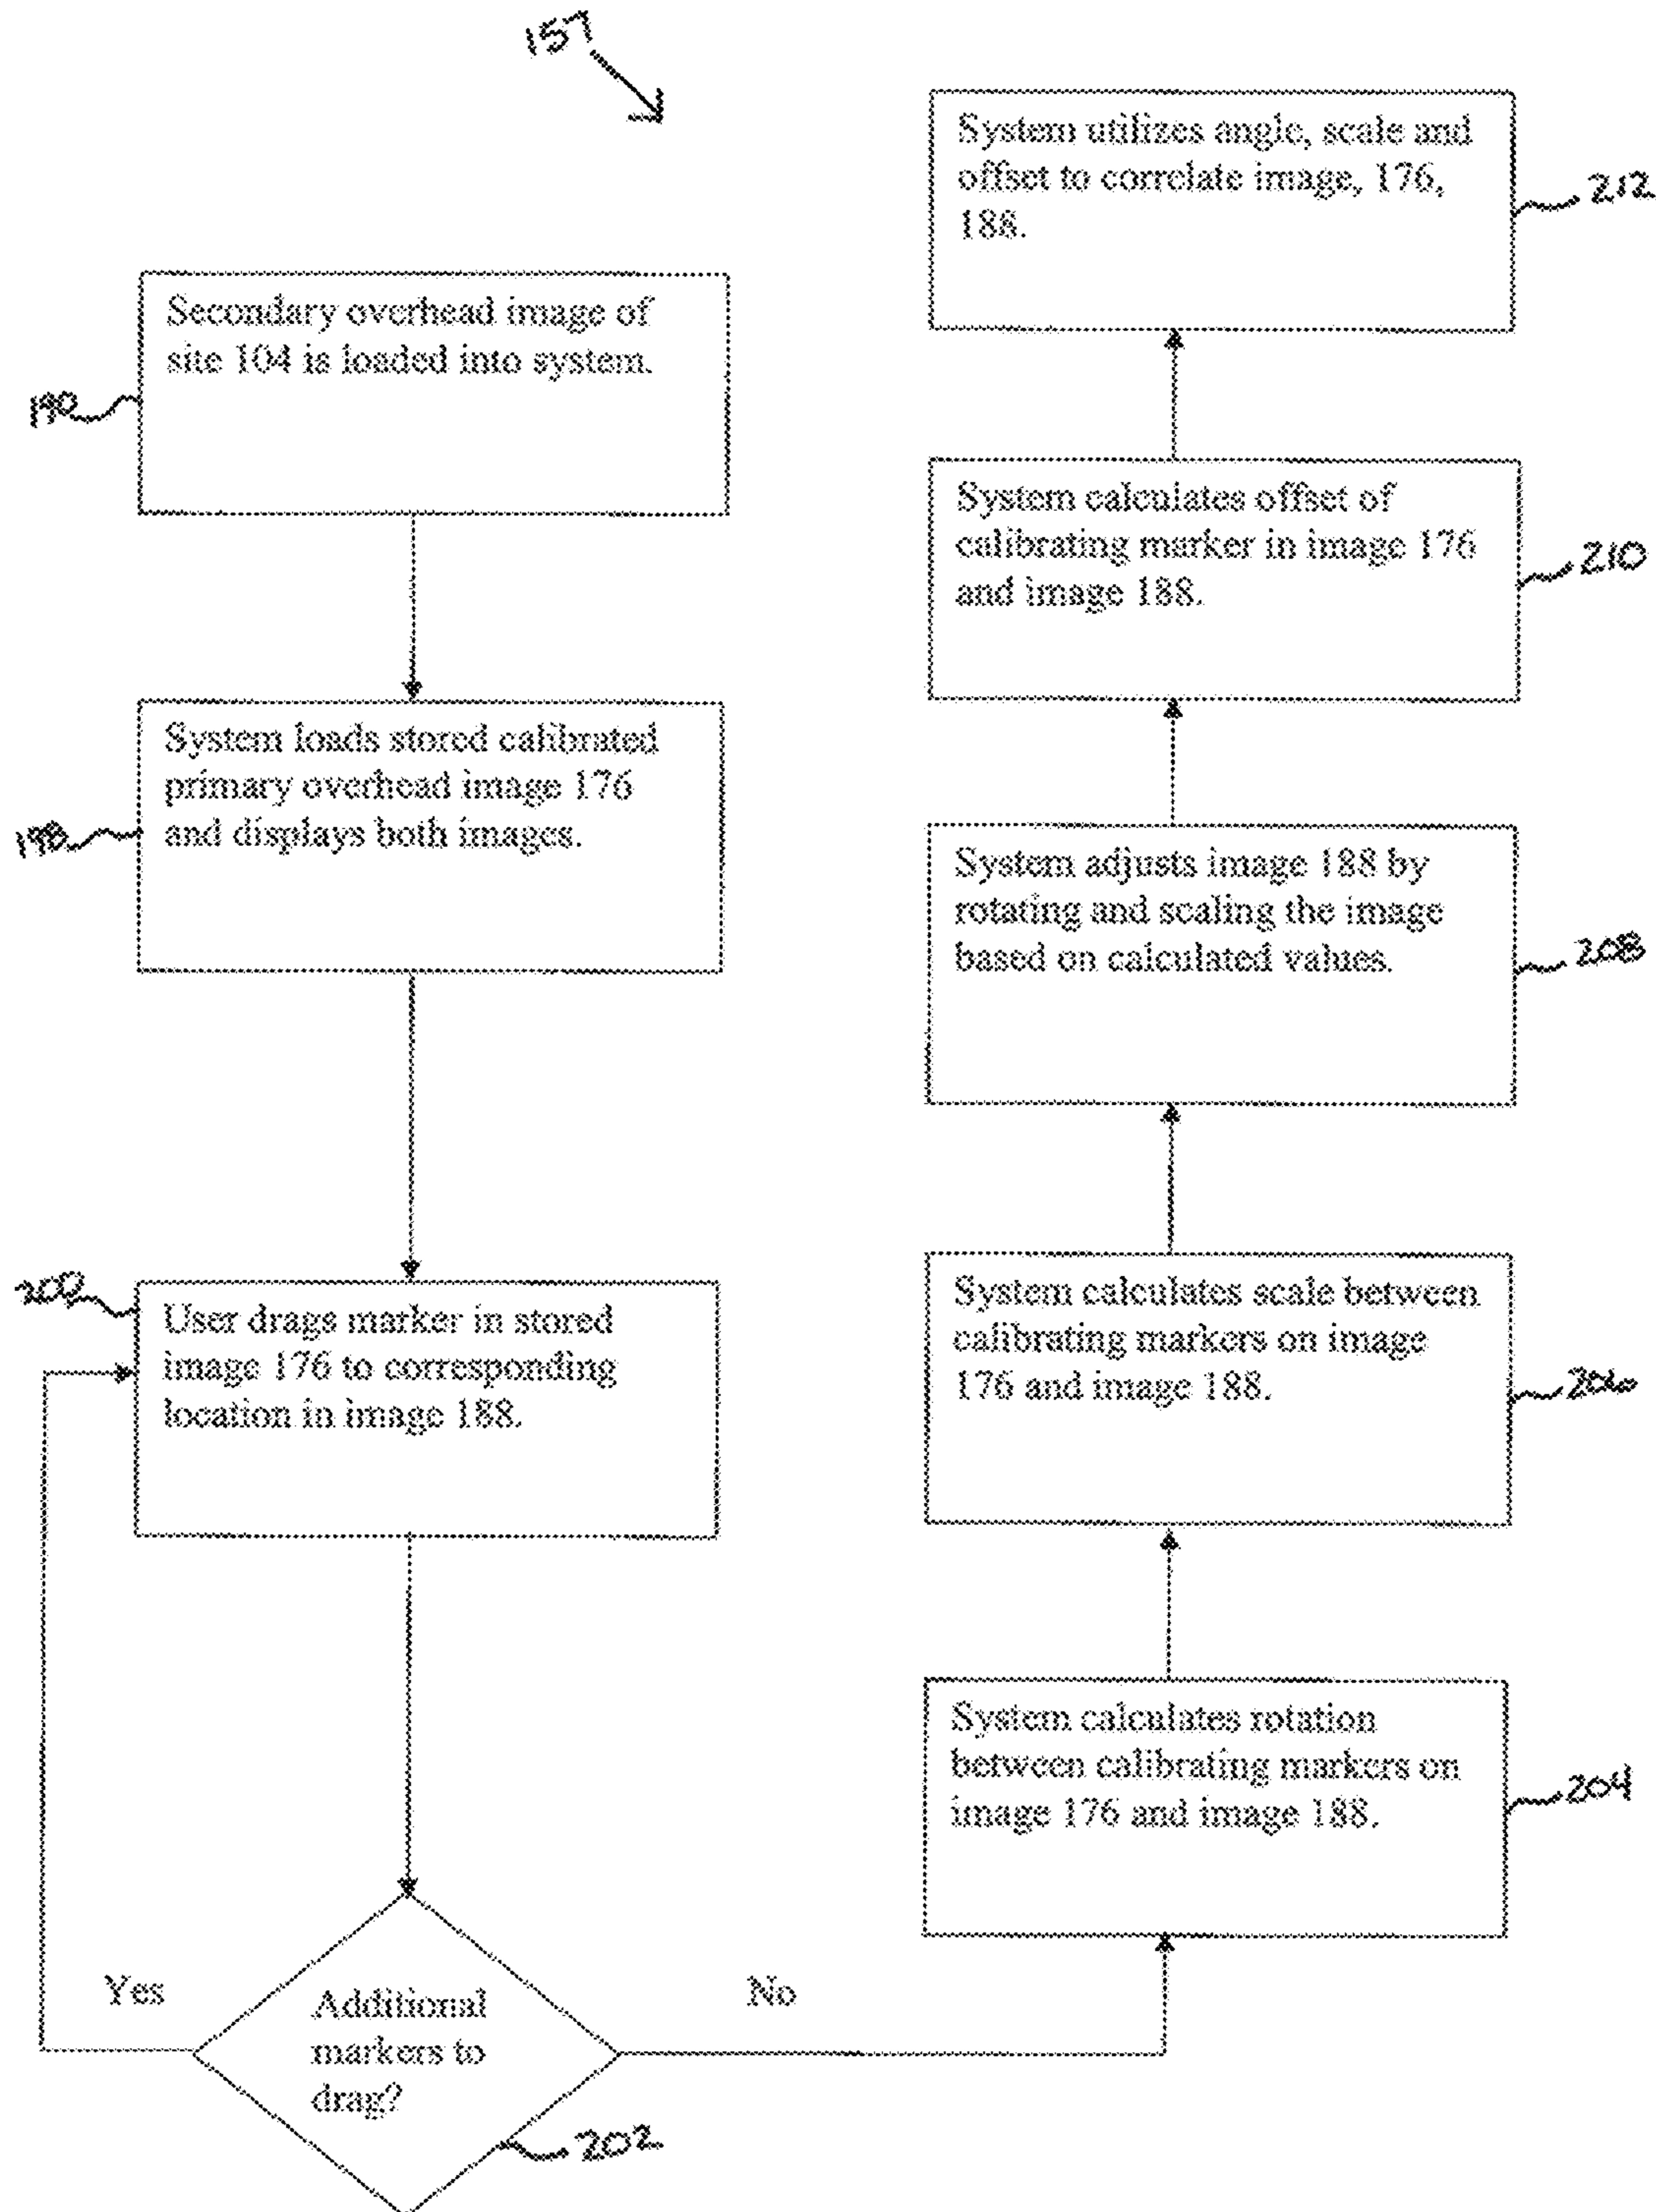 157
Secondary overhead image of
site 104 is loaded into system.
190
System loads stored calibrated
primary overhead image 176
and displays both images.
198
200
User drags marker in stored
image 176 to corresponding
location in image 188.
Yes
Additional
markers to
drag?
No
202
System utilizes angle, scale and
offset to correlate image, 176,
188.
212
System calculates offset of
calibrating marker in image 176
and image 188.
210
System adjusts image 188 by
rotating and scaling the image
based on calculated values.
208
System calculates scale between
calibrating markers on image
176 and image 188.
206
System calculates rotation
between calibrating markers on
image 176 and image 188.
204